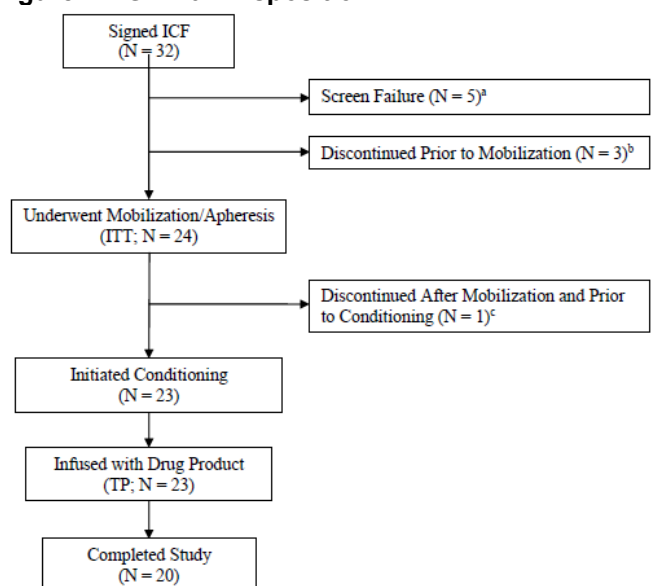 Signed ICF
(N = 32)
Screen Failure (N = 5)a
Discontinued Prior to Mobilization (N = 3)b
Underwent Mobilization/Apheresis
(ITT; N = 24)
Discontinued After Mobilization and Prior
to Conditioning (N = 1)c
Initiated Conditioning
(N = 23)
Infused with Drug Product
(TP; N = 23)
Completed Study
(N = 20)